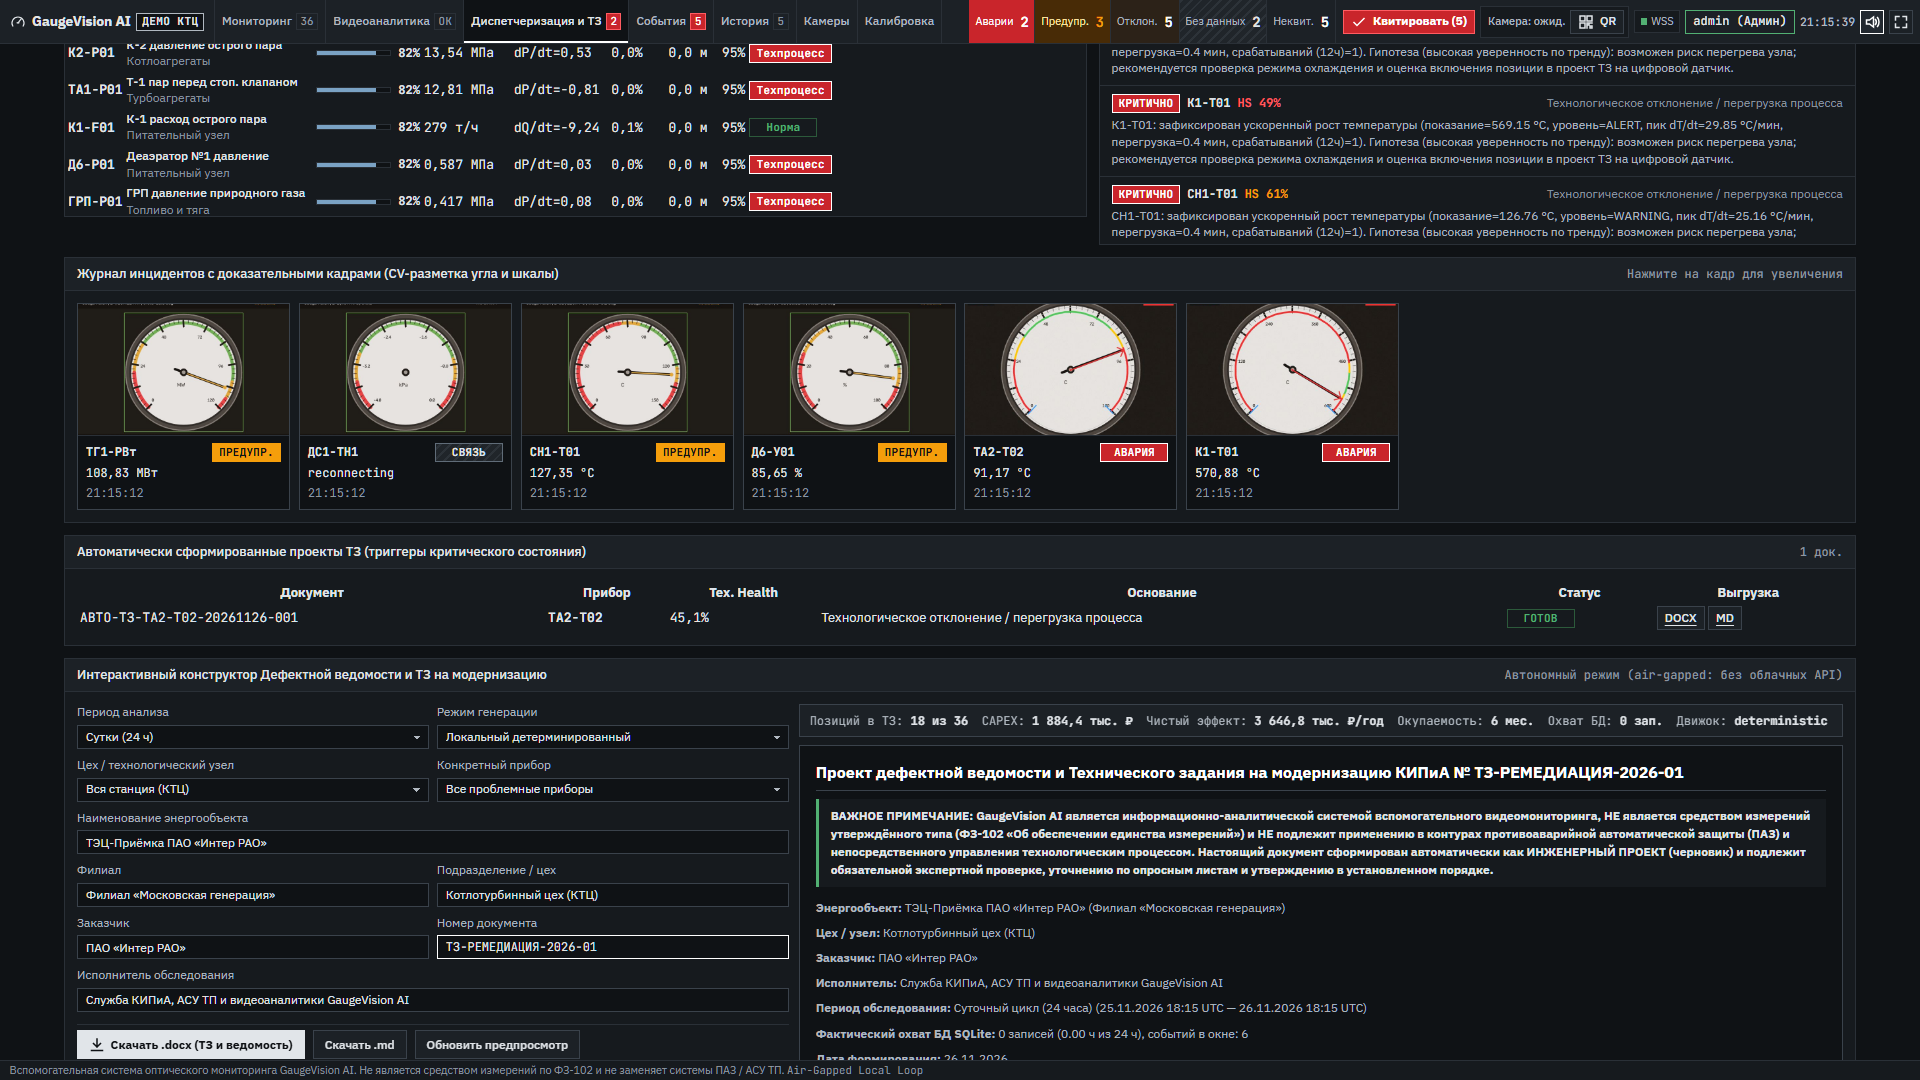 GaugeVision AI ДЕМО КТЦ Мониторинг 36 Видеоаналитика OK Диспетчеризация и ТЗ 2 События 5 История 5 Камеры Калибровка Аварии 2 Предупр. 3 Отклон. 5 Без данных 2 Неквит. 5 Квитировать (5) Камера: ожид. QR WSS admin (Админ) 21:15:39
К2-Р01 К-2 давление острого пара Котлоагрегаты 82% 13,54 МПа dP/dt=0,53 0,0% 0,0 м 95% Техпроцесс
ТА1-Р01 Т-1 пар перед стоп. клапаном Турбоагрегаты 82% 12,81 МПа dP/dt=-0,81 0,0% 0,0 м 95% Техпроцесс
К1-F01 К-1 расход острого пара Питательный узел 82% 279 т/ч dQ/dt=-9,24 0,1% 0,0 м 95% Норма
Д6-Р01 Деаэратор №1 давление Питательный узел 82% 0,587 МПа dP/dt=0,03 0,0% 0,0 м 95% Техпроцесс
ГРП-Р01 ГРП давление природного газа Топливо и тяга 82% 0,417 МПа dP/dt=0,08 0,0% 0,0 м 95% Техпроцесс
перегрузка=0.4 мин, срабатываний (12ч)=1). Гипотеза (высокая уверенность по тренду): возможен риск перегрева узла;
рекомендуется проверка режима охлаждения и оценка включения позиции в проект ТЗ на цифровой датчик.
КРИТИЧНО К1-Т01 HS 49% Технологическое отклонение / перегрузка процесса
К1-Т01: зафиксирован ускоренный рост температуры (показание=569.15 °C, уровень=ALERT, пик dT/dt=29.85 °C/мин,
перегрузка=0.4 мин, срабатываний (12ч)=1). Гипотеза (высокая уверенность по тренду): возможен риск перегрева узла;
рекомендуется проверка режима охлаждения и оценка включения позиции в проект ТЗ на цифровой датчик.
КРИТИЧНО СН1-Т01 HS 61% Технологическое отклонение / перегрузка процесса
СН1-Т01: зафиксирован ускоренный рост температуры (показание=126.76 °C, уровень=WARNING, пик dT/dt=25.16 °C/мин,
перегрузка=0.4 мин, срабатываний (12ч)=1). Гипотеза (высокая уверенность по тренду): возможен риск перегрева узла;
Журнал инцидентов с доказательными кадрами (CV-разметка угла и шкалы) Нажмите на кадр для увеличения
ТГ1-РВт ПРЕДУПР.
108,83 МВт
21:15:12
ДС1-ТН1 СВЯЗЬ
reconnecting
21:15:12
СН1-Т01 ПРЕДУПР.
127,35 °C
21:15:12
Д6-У01 ПРЕДУПР.
85,65 %
21:15:12
ТА2-Т02 АВАРИЯ
91,17 °C
21:15:12
К1-Т01 АВАРИЯ
570,88 °C
21:15:12
Автоматически сформированные проекты ТЗ (триггеры критического состояния) 1 док.
Документ Прибор Тех. Health Основание Статус Выгрузка
АВТО-ТЗ-ТА2-Т02-20261126-001 ТА2-Т02 45,1% Технологическое отклонение / перегрузка процесса ГОТОВ DOCX MD
Интерактивный конструктор Дефектной ведомости и ТЗ на модернизацию Автономный режим (air-gapped: без облачных API)
Период анализа Режим генерации
Сутки (24 ч) Локальный детерминированный
Цех / технологический узел Конкретный прибор
Вся станция (КТЦ) Все проблемные приборы
Наименование энергообъекта
ТЭЦ-Приёмка ПАО «Интер РАО»
Филиал Подразделение / цех
Филиал «Московская генерация» Котлотурбинный цех (КТЦ)
Заказчик Номер документа
ПАО «Интер РАО» ТЗ-РЕМЕДИАЦИЯ-2026-01
Исполнитель обследования
Служба КИПиА, АСУ ТП и видеоаналитики GaugeVision AI
Скачать .docx (ТЗ и ведомость) Скачать .md Обновить предпросмотр
Позиций в ТЗ: 18 из 36 CAPEX: 1 884,4 тыс. ₽ Чистый эффект: 3 646,8 тыс. ₽/год Окупаемость: 6 мес. Охват БД: 0 зап. Движок: deterministic
Проект дефектной ведомости и Технического задания на модернизацию КИПиА № ТЗ-РЕМЕДИАЦИЯ-2026-01
ВАЖНОЕ ПРИМЕЧАНИЕ: GaugeVision AI является информационно-аналитической системой вспомогательного видеомониторинга, НЕ является средством измерений
утверждённого типа (ФЗ-102 «Об обеспечении единства измерений») и НЕ подлежит применению в контурах противоаварийной автоматической защиты (ПАЗ) и
непосредственного управления технологическим процессом. Настоящий документ сформирован автоматически как ИНЖЕНЕРНЫЙ ПРОЕКТ (черновик) и подлежит
обязательной экспертной проверке, уточнению по опросным листам и утверждению в установленном порядке.
Энергообъект: ТЭЦ-Приёмка ПАО «Интер РАО» (Филиал «Московская генерация»)
Цех / узел: Котлотурбинный цех (КТЦ)
Заказчик: ПАО «Интер РАО»
Исполнитель: Служба КИПиА, АСУ ТП и видеоаналитики GaugeVision AI
Период обследования: Суточный цикл (24 часа) (25.11.2026 18:15 UTC — 26.11.2026 18:15 UTC)
Фактический охват БД SQLite: 0 записей (0.00 ч из 24 ч), событий в окне: 6
Дата формирования: 26.11.2026
Вспомогательная система оптического мониторинга GaugeVision AI. Не является средством измерений по ФЗ-102 и не заменяет системы ПАЗ / АСУ ТП. Air-Gapped Local Loop